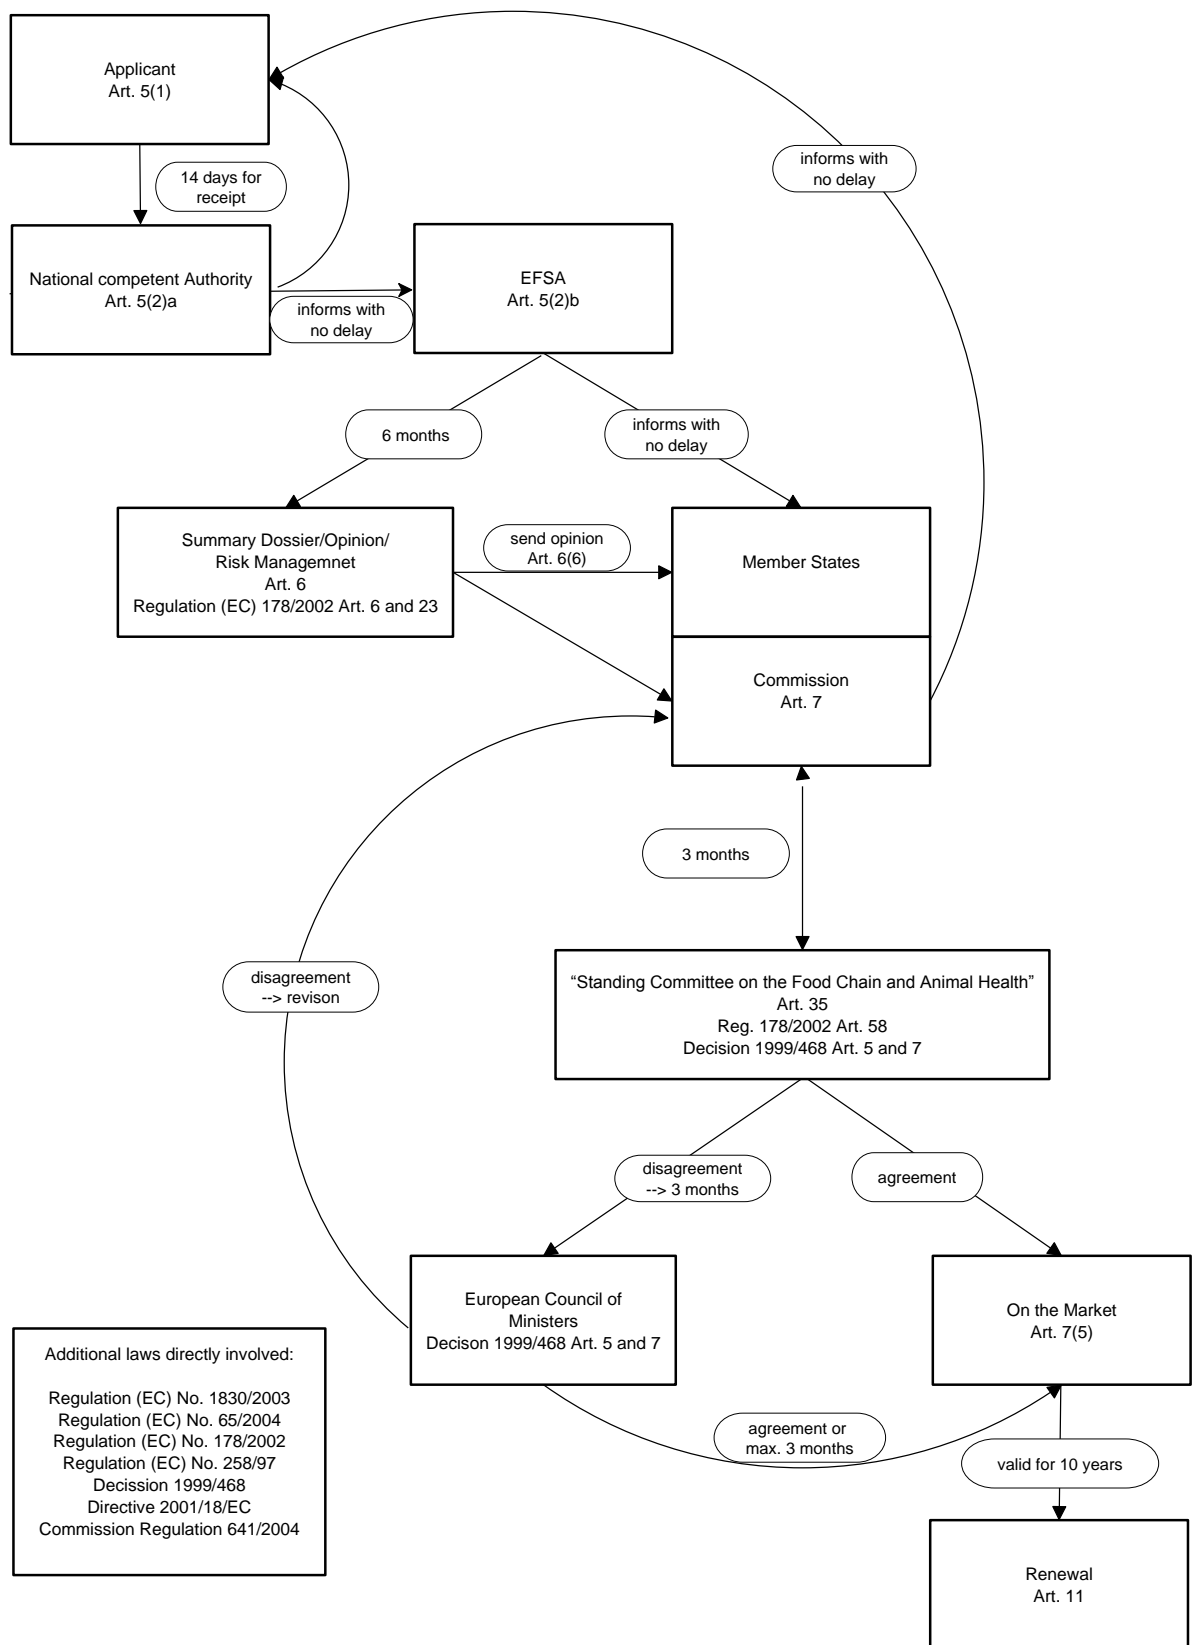 Applicant
Art. 5(1)
14 days for
receipt
informs with
no delay
National competent Authority
Art. 5(2)a
informs with
no delay
EFSA
Art. 5(2)b
6 months
informs with
no delay
Summary Dossier/Opinion/
Risk Managemnet
Art. 6
Regulation (EC) 178/2002 Art. 6 and 23
send opinion
Art. 6(6)
Member States
Commission
Art. 7
3 months
disagreement
--> revison
“Standing Committee on the Food Chain and Animal Health”
Art. 35
Reg. 178/2002 Art. 58
Decision 1999/468 Art. 5 and 7
disagreement
--> 3 months
agreement
European Council of
Ministers
Decison 1999/468 Art. 5 and 7
On the Market
Art. 7(5)
Additional laws directly involved:
Regulation (EC) No. 1830/2003
Regulation (EC) No. 65/2004
Regulation (EC) No. 178/2002
Regulation (EC) No. 258/97
Decission 1999/468
Directive 2001/18/EC
Commission Regulation 641/2004
agreement or
max. 3 months
valid for 10 years
Renewal
Art. 11